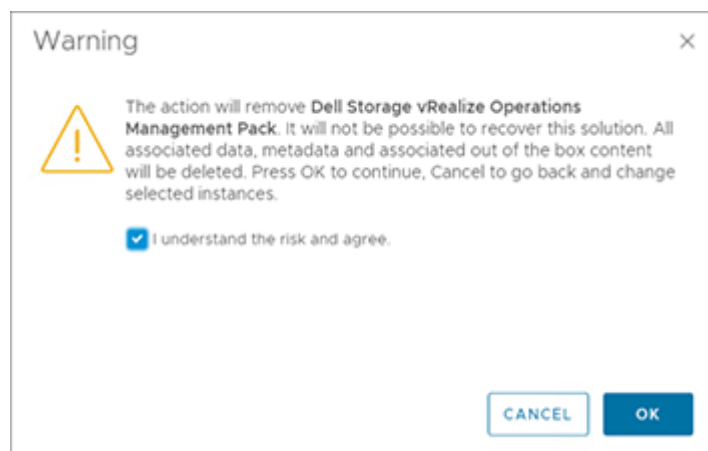 Warning
The action will remove Dell Storage vRealize Operations
Management Pack. It will not be possible to recover this solution. All
associated data, metadata and associated out of the box content
will be deleted. Press OK to continue, Cancel to go back and change
selected instances.
I understand the risk and agree.
CANCEL OK